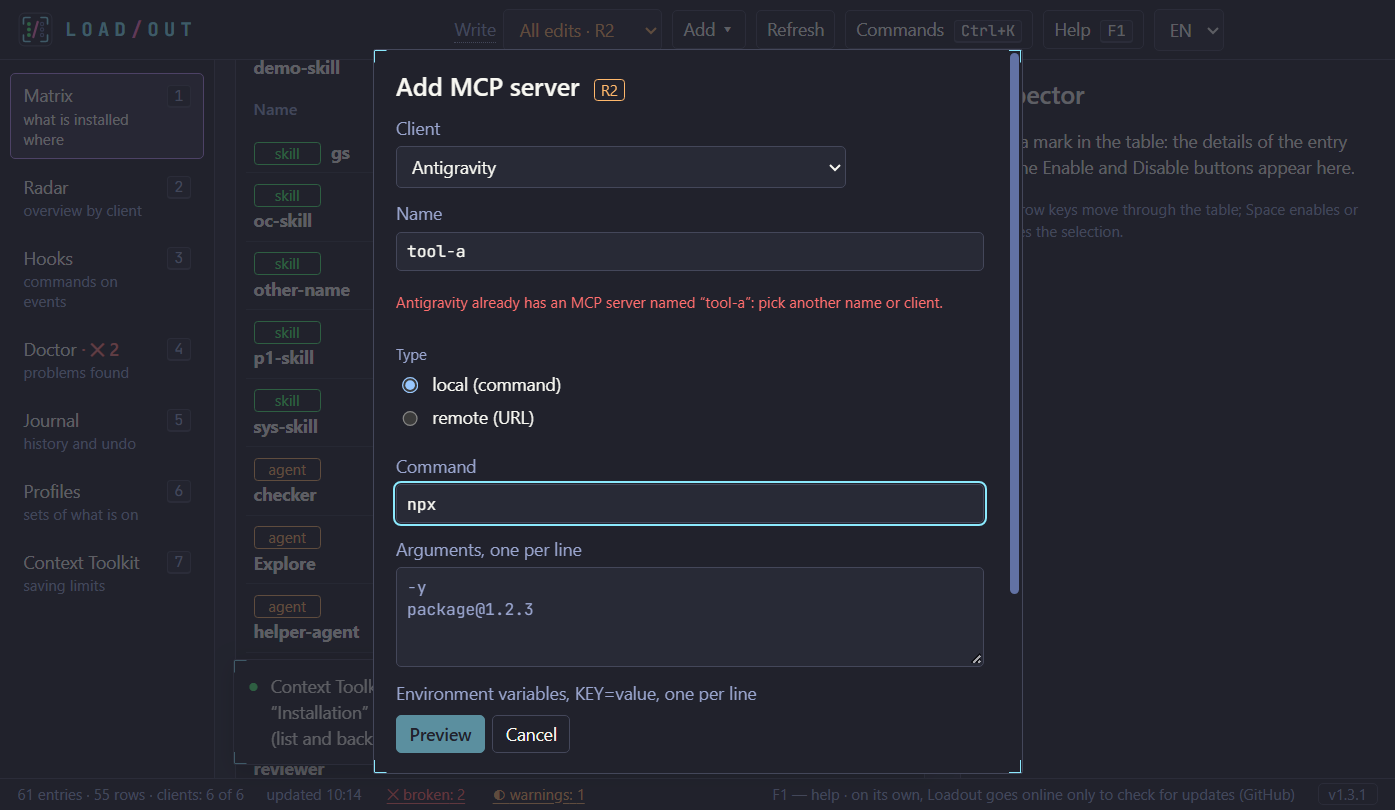 LOAD/OUT
Write
All edits · R2
Add
Refresh
Commands Ctrl+K
Help F1
EN
Matrix 1
what is installed
where
Radar 2
overview by client
Hooks 3
commands on
events
Doctor · 2 4
problems found
Journal 5
history and undo
Profiles 6
sets of what is on
Context Toolkit 7
saving limits
demo-skill
Name
skill gs
skill
oc-skill
skill
other-name
skill
p1-skill
skill
sys-skill
agent
checker
agent
Explore
agent
helper-agent
Context Toolk
“Installation”
(list and back
reviewer
Add MCP server R2
Client
Antigravity
Name
tool-a
Antigravity already has an MCP server named “tool-a”: pick another name or client.
Type
local (command)
remote (URL)
Command
npx
Arguments, one per line
-y
package@1.2.3
Environment variables, KEY=value, one per line
Preview
Cancel
pector
a mark in the table: the details of the entry
he Enable and Disable buttons appear here.
row keys move through the table; Space enables or
es the selection.
61 entries · 55 rows · clients: 6 of 6
updated 10:14
broken: 2
warnings: 1
F1 — help · on its own, Loadout goes online only to check for updates (GitHub)
v1.3.1